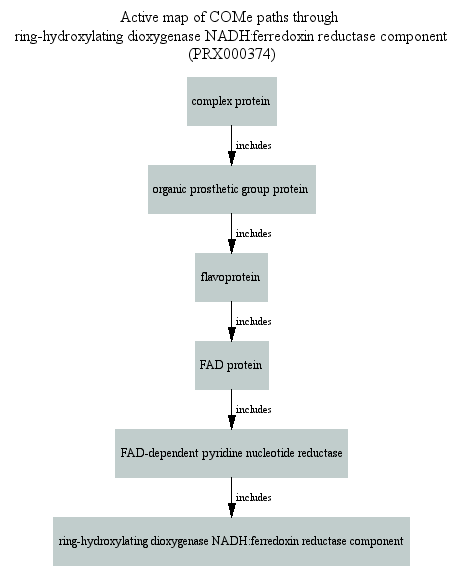 Active map of COMe paths through
ring-hydroxylating dioxygenase NADH:ferredoxin reductase component
(PRX000374)
complex protein
includes
organic prosthetic group protein
includes
flavoprotein
includes
FAD protein
includes
FAD-dependent pyridine nucleotide reductase
includes
ring-hydroxylating dioxygenase NADH:ferredoxin reductase component